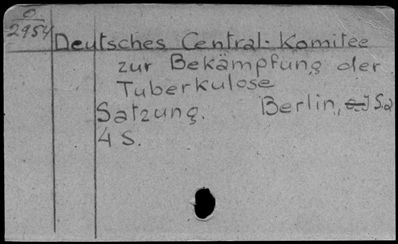 O
2954
Deutsches Central-Komitee
zur Bekämpfung der
Tuberkulose
Satzung. Berlin,
4 S.